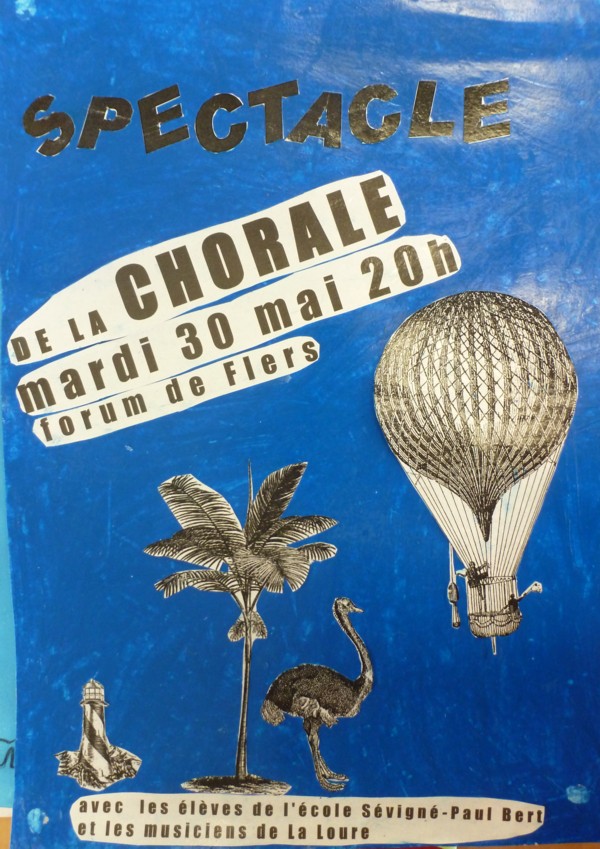 SPECTACLE
DE LA CHORALE
mardi 30 mai 20h
forum de Flers
avec les élèves de l'école Sévigné-Paul Bert
et les musiciens de La Loure